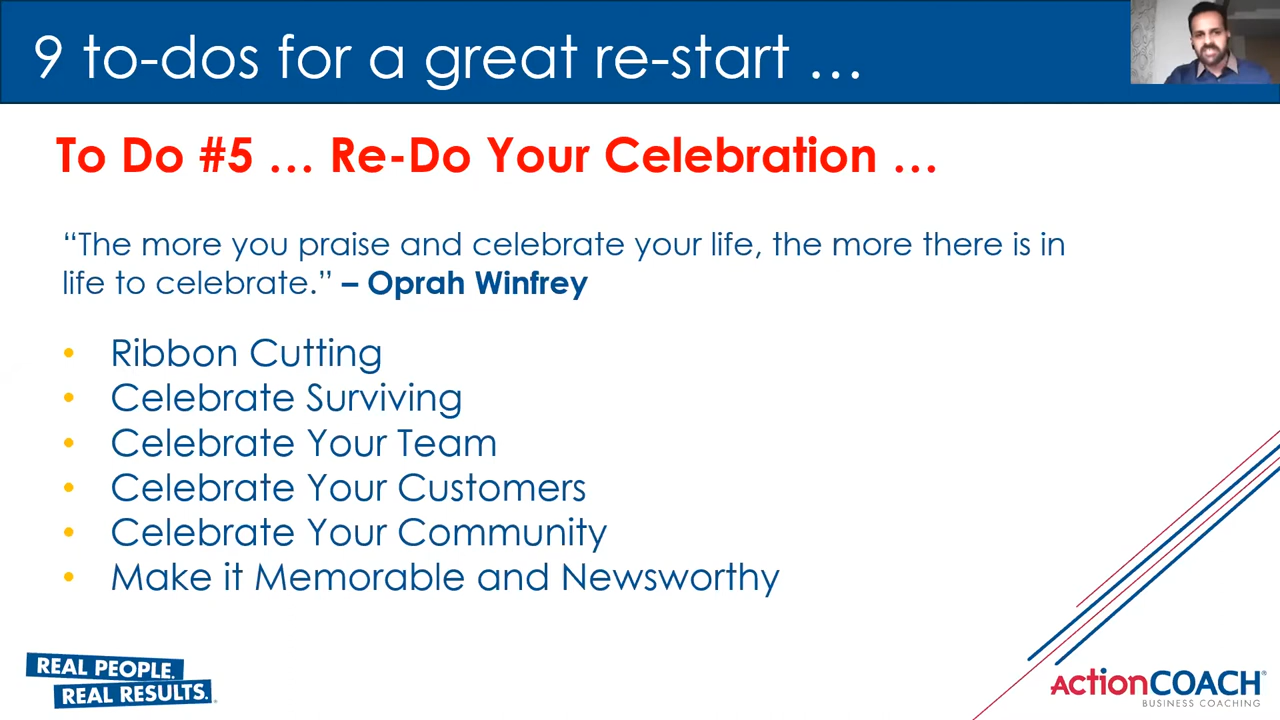 9 to-dos for a great re-start …
To Do #5 … Re-Do Your Celebration …
“The more you praise and celebrate your life, the more there is in
life to celebrate.” – Oprah Winfrey
• Ribbon Cutting
• Celebrate Surviving
• Celebrate Your Team
• Celebrate Your Customers
• Celebrate Your Community
• Make it Memorable and Newsworthy
REAL PEOPLE.
REAL RESULTS.
ActionCOACH
BUSINESS COACHING